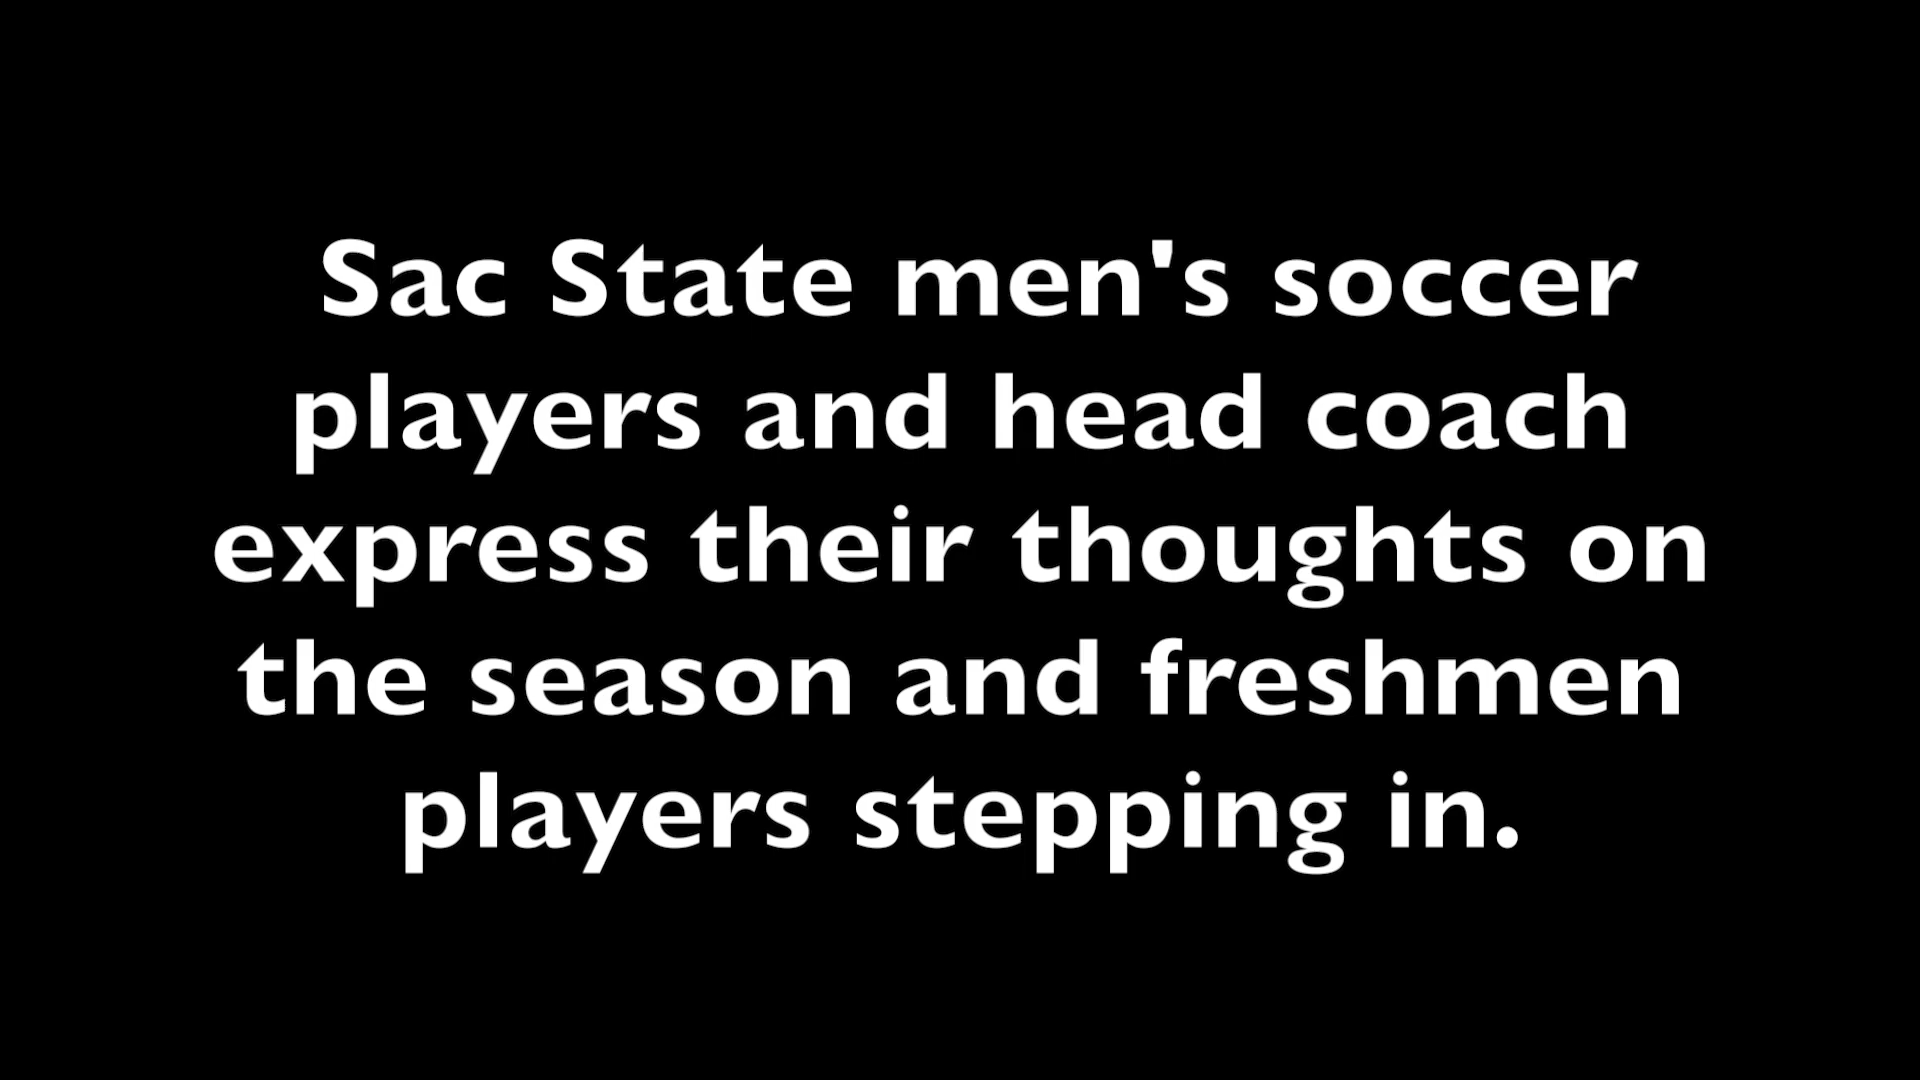 Sac State men's soccer
players and head coach
express their thoughts on
the season and freshmen
players stepping in.